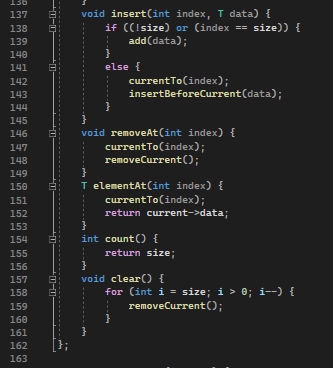 136 }
137 void insert(int index, T data) {
138 if ((!size) or (index == size)) {
139 add(data);
140 }
141 else {
142 currentTo(index);
143 insertBeforeCurrent(data);
144 }
145 }
146 void removeAt(int index) {
147 currentTo(index);
148 removeCurrent();
149 }
150 T elementAt(int index) {
151 currentTo(index);
152 return current->data;
153 }
154 int count() {
155 return size;
156 }
157 void clear() {
158 for (int i = size; i > 0; i--) {
159 removeCurrent();
160 }
161 }
162 };
163